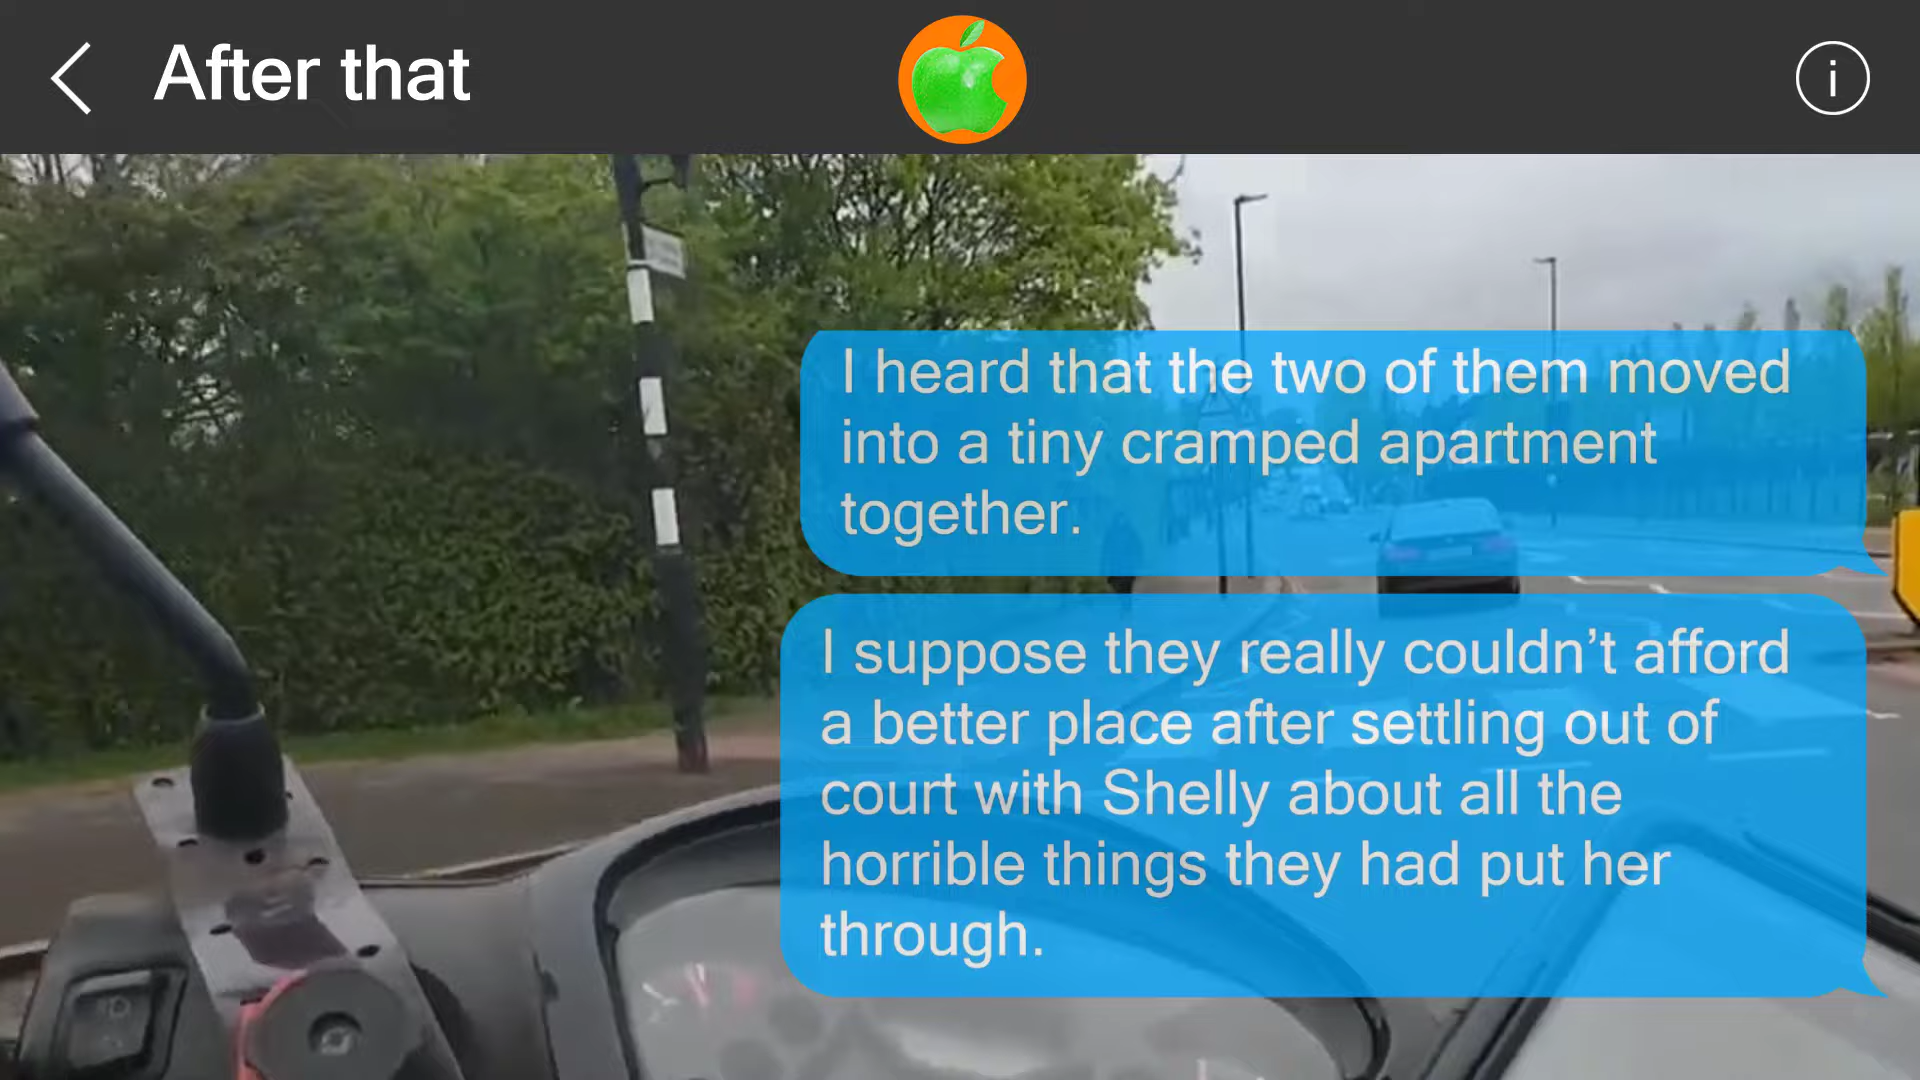 After that
i
I heard that the two of them moved
into a tiny cramped apartment
together.
I suppose they really couldn’t afford
a better place after settling out of
court with Shelly about all the
horrible things they had put her
through.